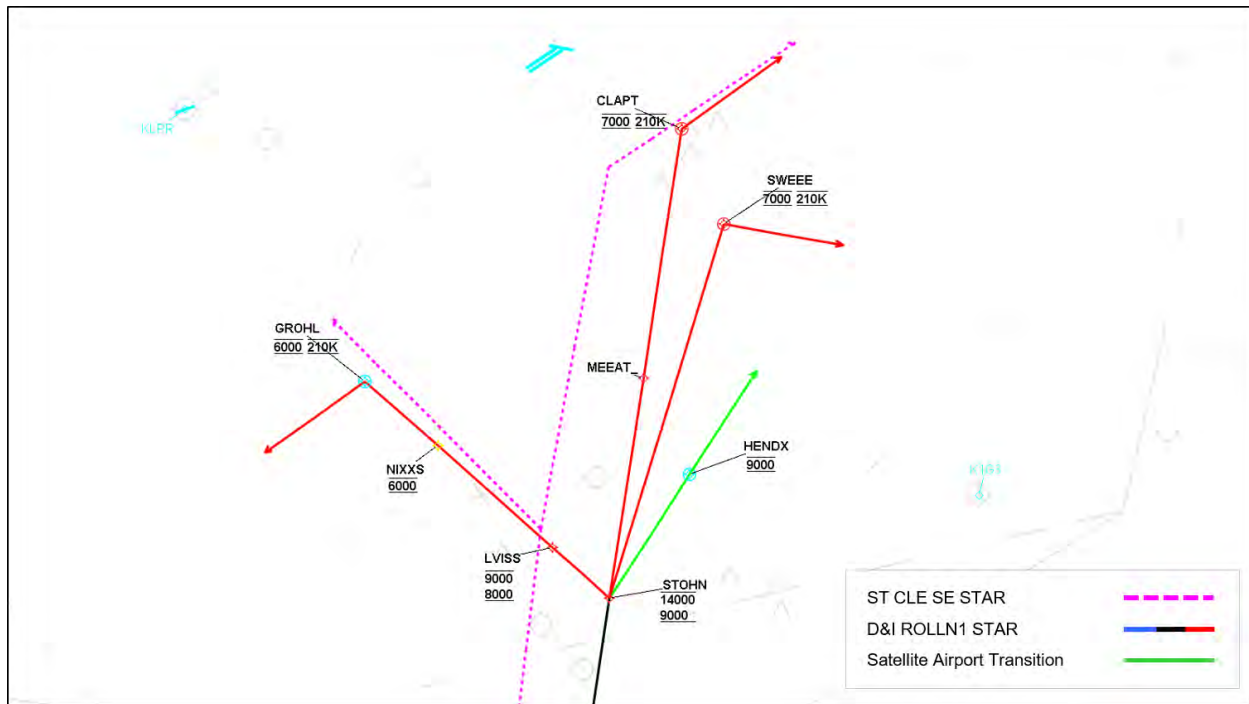 CLAPT
7000 210K
KLPR
SWEEE
7000 210K
GROHL
6000 210K
MEEAT_
HENDX
9000
NIXXS
6000
LVISS
9000
8000
STOHN
14000
9000
ST CLE SE STAR
D&I ROLLN1 STAR
Satellite Airport Transition